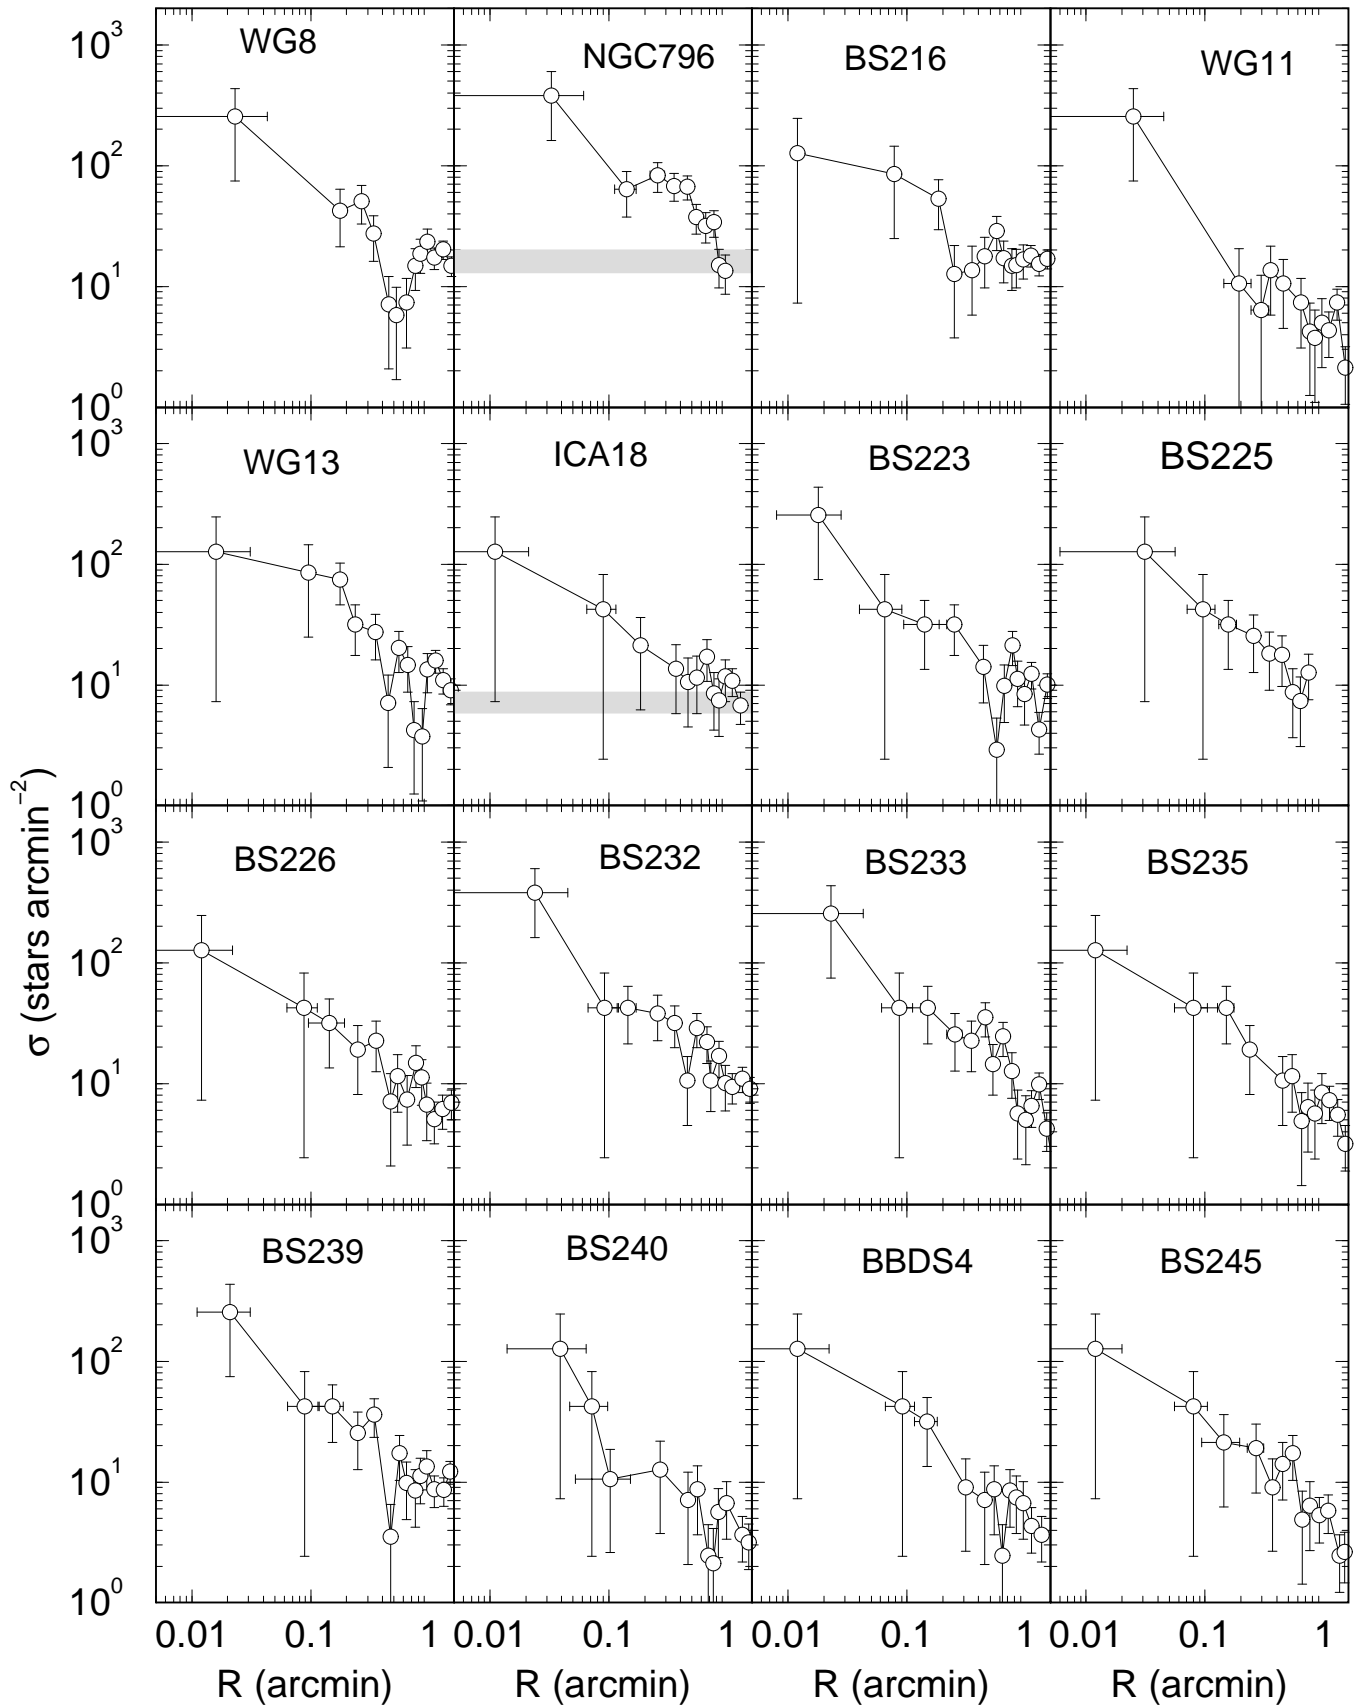 WG8 NGC796 BS216 WG11
10³
10²
10¹
10⁰
WG13 ICA18 BS223 BS225
10³
10²
10¹
10⁰
BS226 BS232 BS233 BS235
10³
10²
10¹
10⁰
BS239 BS240 BBDS4 BS245
10³
10²
10¹
10⁰
σ (stars arcmin⁻²)
0.01 0.1 1 0.01 0.1 1 0.01 0.1 1 0.01 0.1 1
R (arcmin) R (arcmin) R (arcmin) R (arcmin)